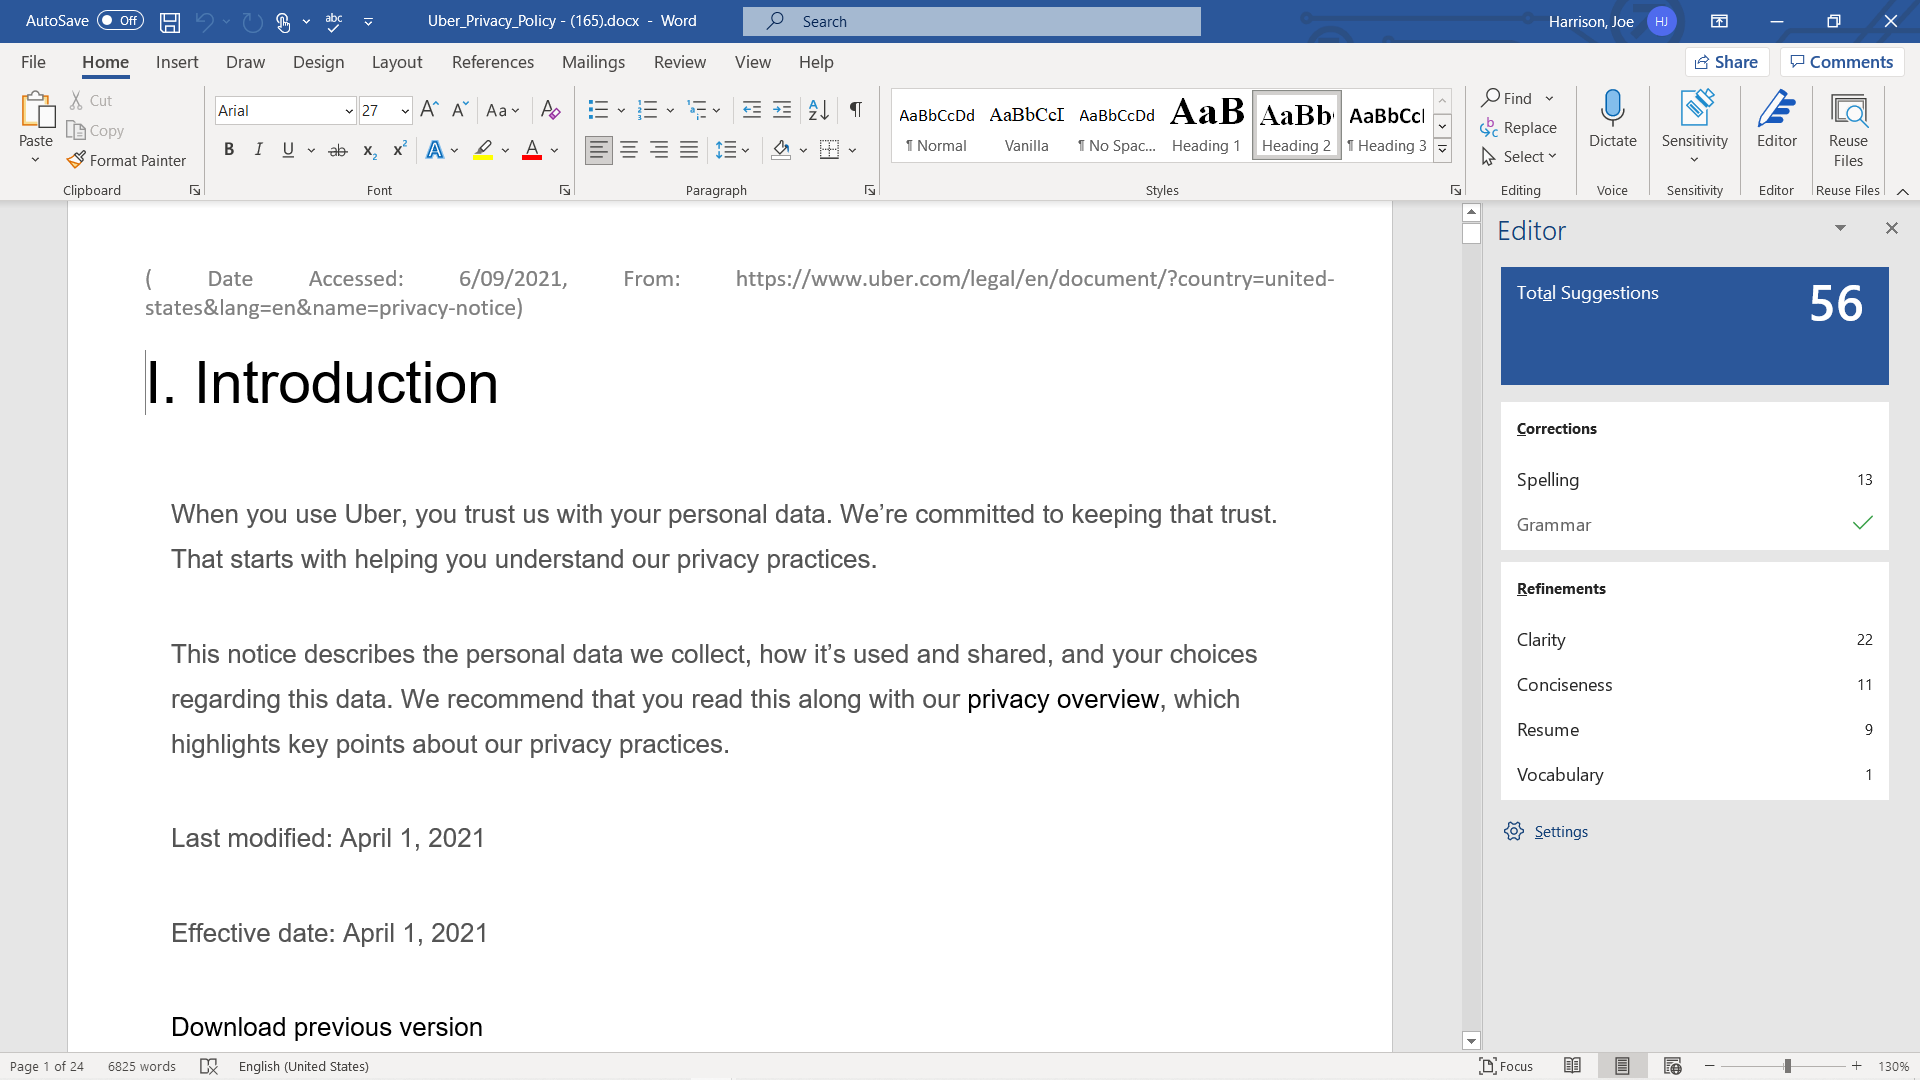 AutoSave Off abc Uber_Privacy_Policy - (165).docx - Word Search Harrison, Joe HJ
File Home Insert Draw Design Layout References Mailings Review View Help Share Comments
Paste Cut Copy Format Painter Clipboard
Arial 27 A A Aa A
B I U ab x₂ x² A A Font
Paragraph
AaBbCcDd AaBbCcI AaBbCcDd AaB AaBb AaBbCcI
¶ Normal Vanilla ¶ No Spac... Heading 1 Heading 2 ¶ Heading 3
Styles
Find
Replace
Select
Editing
Dictate
Voice
Sensitivity
Sensitivity
Editor
Editor
Reuse
Files
Reuse Files
( Date Accessed: 6/09/2021, From: https://www.uber.com/legal/en/document/?country=united-
states&lang=en&name=privacy-notice)
I. Introduction
When you use Uber, you trust us with your personal data. We’re committed to keeping that trust.
That starts with helping you understand our privacy practices.
This notice describes the personal data we collect, how it’s used and shared, and your choices
regarding this data. We recommend that you read this along with our privacy overview, which
highlights key points about our privacy practices.
Last modified: April 1, 2021
Effective date: April 1, 2021
Download previous version
Editor
Total Suggestions 56
Corrections
Spelling 13
Grammar
Refinements
Clarity 22
Conciseness 11
Resume 9
Vocabulary 1
Settings
Page 1 of 24 6825 words English (United States) Focus 130%